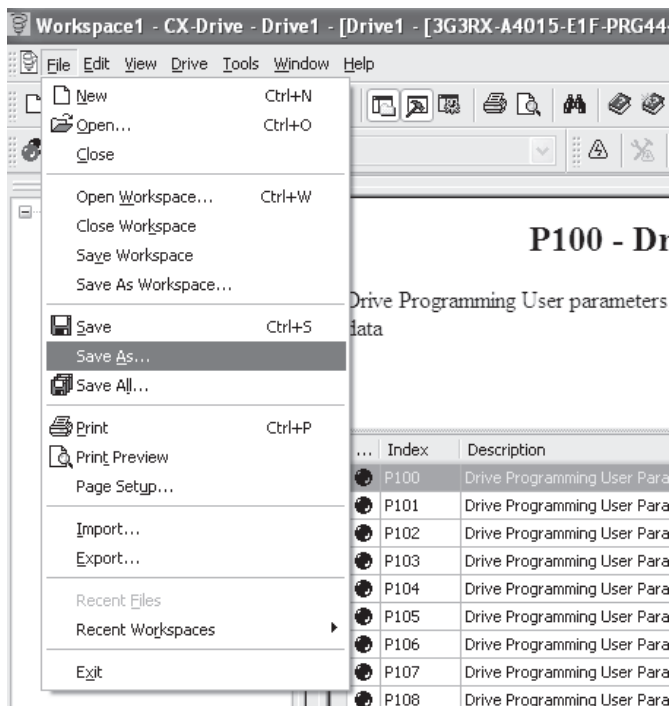 Workspace1 - CX-Drive - Drive1 - [Drive1 - [3G3RX-A4015-E1F-PRG44-
File Edit View Drive Tools Window Help
New Ctrl+N
Open... Ctrl+O
Close
Open Workspace... Ctrl+W
Close Workspace
Save Workspace
Save As Workspace...
Save Ctrl+S
Save As...
Save All...
Print Ctrl+P
Print Preview
Page Setup...
Import...
Export...
Recent Files
Recent Workspaces
Exit
P100 - Dr
Drive Programming User parameters
data
... Index Description
P100 Drive Programming User Para
P101 Drive Programming User Para
P102 Drive Programming User Para
P103 Drive Programming User Para
P104 Drive Programming User Para
P105 Drive Programming User Para
P106 Drive Programming User Para
P107 Drive Programming User Para
P108 Drive Programming User Para